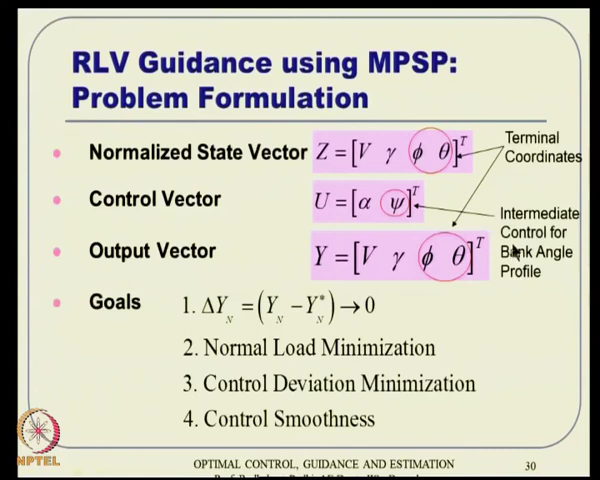 RLV Guidance using MPSP:
Problem Formulation
Normalized State Vector Z = [V γ ϕ θ]^T
Terminal
Coordinates
Control Vector U = [α ψ]^T
Intermediate
Control for
Bank Angle
Profile
Output Vector Y = [V γ ϕ θ]^T
Goals 1. ΔY_N = (Y_N − Y_N^*) → 0
2. Normal Load Minimization
3. Control Deviation Minimization
4. Control Smoothness
NPTEL
OPTIMAL CONTROL, GUIDANCE AND ESTIMATION
30